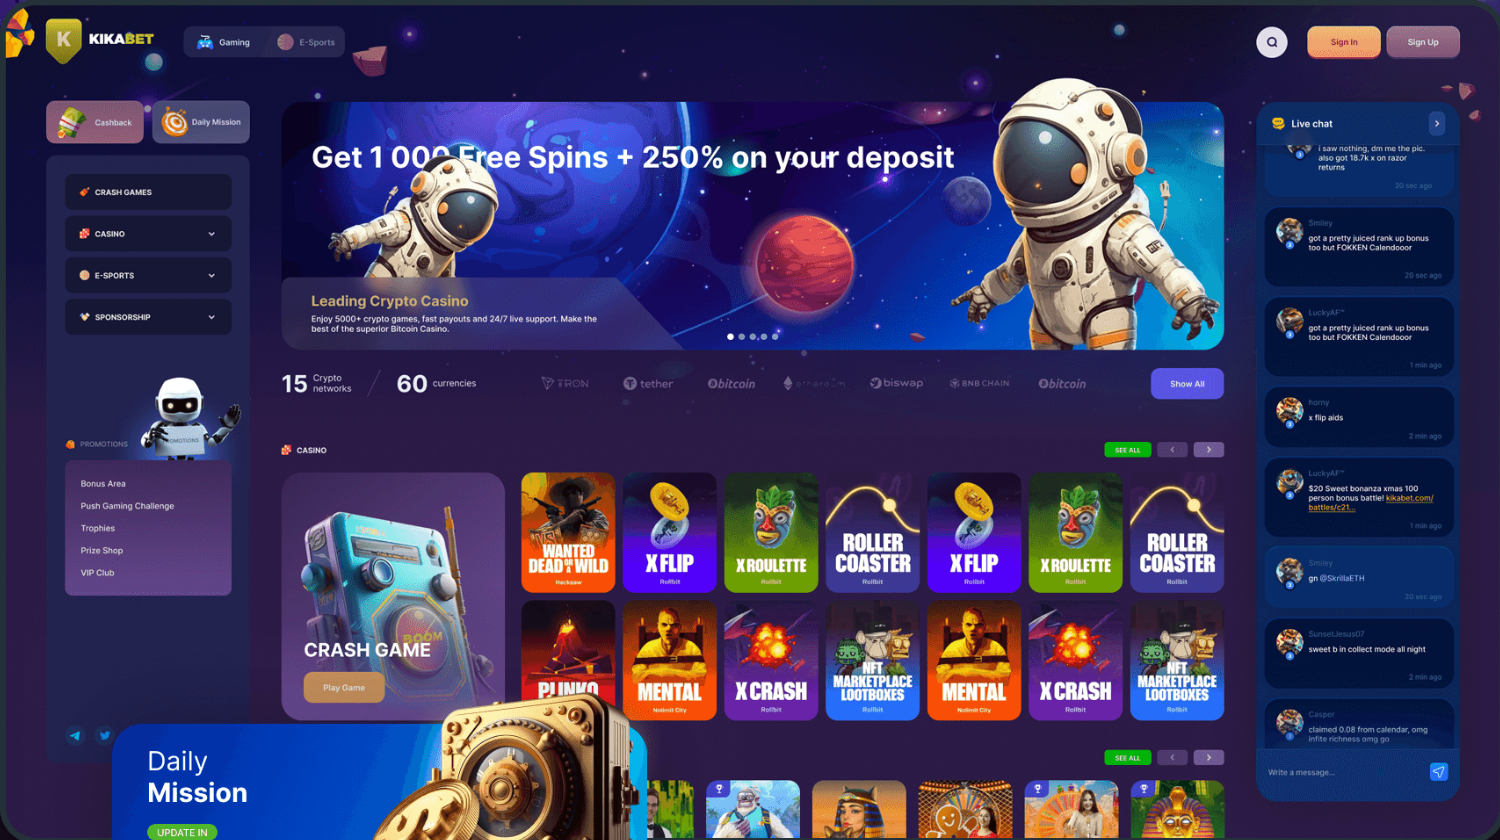 K KIKABET
Gaming
E-Sports
Sign In
Sign Up
Cashback
Daily Mission
CRASH GAMES
CASINO
E-SPORTS
SPONSORSHIP
PROMOTIONS
PROMOTIONS
Bonus Area
Push Gaming Challenge
Trophies
Prize Shop
VIP Club
Get 1 000 Free Spins + 250% on your deposit
Leading Crypto Casino
Enjoy 5000+ crypto games, fast payouts and 24/7 live support. Make the
best of the superior Bitcoin Casino.
15 Crypto
networks
60 currencies
TRON
tether
bitcoin
ethereum
biswap
BNB CHAIN
bitcoin
Show All
CASINO
SEE ALL
BOOM
CRASH GAME
Play Game
WANTED
DEAD OR A WILD
Hacksaw
X FLIP
Rollbit
X ROULETTE
Rollbit
ROLLER
COASTER
Rollbit
X FLIP
Rollbit
X ROULETTE
Rollbit
ROLLER
COASTER
Rollbit
PLINKO
MENTAL
Nolimit City
X CRASH
Rollbit
NFT
MARKETPLACE
LOOTBOXES
Rollbit
MENTAL
Nolimit City
X CRASH
Rollbit
NFT
MARKETPLACE
LOOTBOXES
Rollbit
SEE ALL
Daily
Mission
UPDATE IN
Live chat
i saw nothing, dm me the pic.
also got 18.7k x on razor
returns
20 sec ago
Smiley
got a pretty juiced rank up bonus
too but FOKKEN Calendooor
20 sec ago
LuckyAF™
got a pretty juiced rank up bonus
too but FOKKEN Calendooor
1 min ago
horny
x flip aids
2 min ago
LuckyAF™
$20 Sweet bonanza xmas 100
person bonus battle! kikabet.com/
battles/c21...
1 min ago
Smiley
gn @SkrillaETH
20 sec ago
SunsetJesus07
sweet b in collect mode all night
2 min ago
Casper
claimed 0.08 from calendar, omg
infite richness omg go
Write a message...